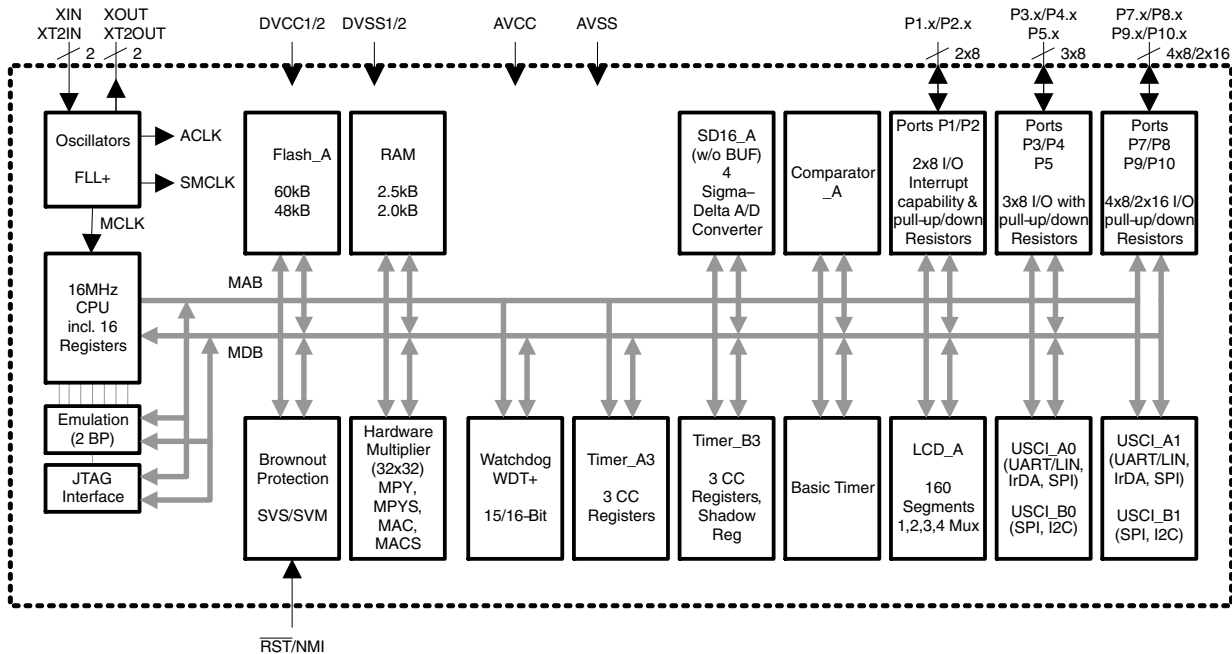 XIN
XT2IN
2
XOUT
XT2OUT
2
DVCC1/2
DVSS1/2
AVCC
AVSS
P1.x/P2.x
2x8
P3.x/P4.x
P5.x
3x8
P7.x/P8.x
P9.x/P10.x
4x8/2x16
Oscillators
FLL+
ACLK
SMCLK
MCLK
Flash_A
60kB
48kB
RAM
2.5kB
2.0kB
SD16_A
(w/o BUF)
4
Sigma–
Delta A/D
Converter
Comparator
_A
Ports P1/P2
2x8 I/O
Interrupt
capability &
pull-up/down
Resistors
Ports
P3/P4
P5
3x8 I/O with
pull-up/down
Resistors
Ports
P7/P8
P9/P10
4x8/2x16 I/O
pull-up/down
Resistors
16MHz
CPU
incl. 16
Registers
MAB
MDB
Emulation
(2 BP)
JTAG
Interface
Brownout
Protection
SVS/SVM
Hardware
Multiplier
(32x32)
MPY,
MPYS,
MAC,
MACS
Watchdog
WDT+
15/16–Bit
Timer_A3
3 CC
Registers
Timer_B3
3 CC
Registers,
Shadow
Reg
Basic Timer
LCD_A
160
Segments
1,2,3,4 Mux
USCI_A0
(UART/LIN,
IrDA, SPI)
USCI_B0
(SPI, I2C)
USCI_A1
(UART/LIN,
IrDA, SPI)
USCI_B1
(SPI, I2C)
RST/NMI